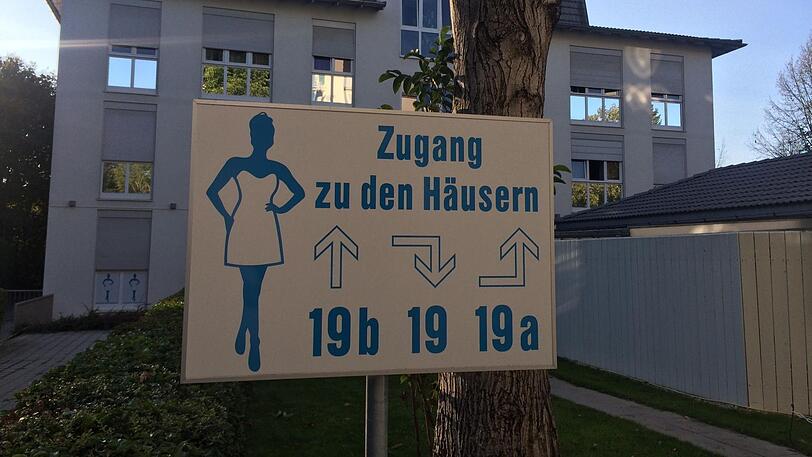 Zugang
zu den Häusern
19b 19 19a